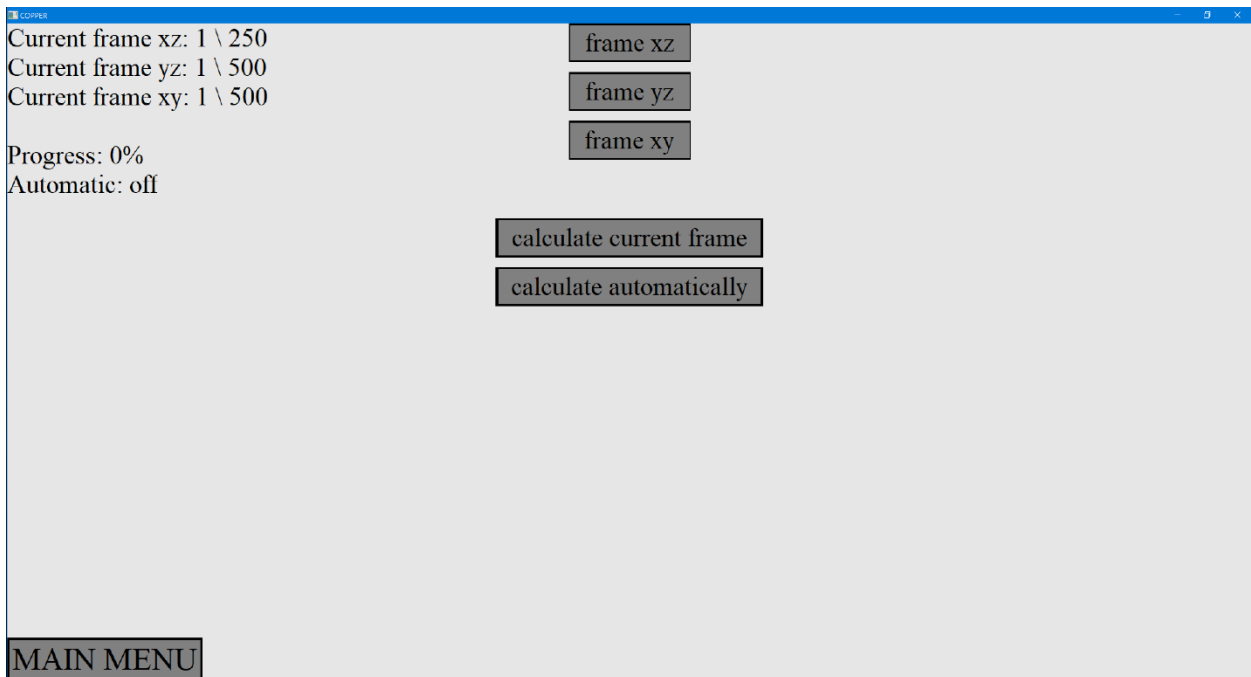 COPPER
Current frame xz: 1 \ 250
Current frame yz: 1 \ 500
Current frame xy: 1 \ 500
Progress: 0%
Automatic: off
frame xz
frame yz
frame xy
calculate current frame
calculate automatically
MAIN MENU